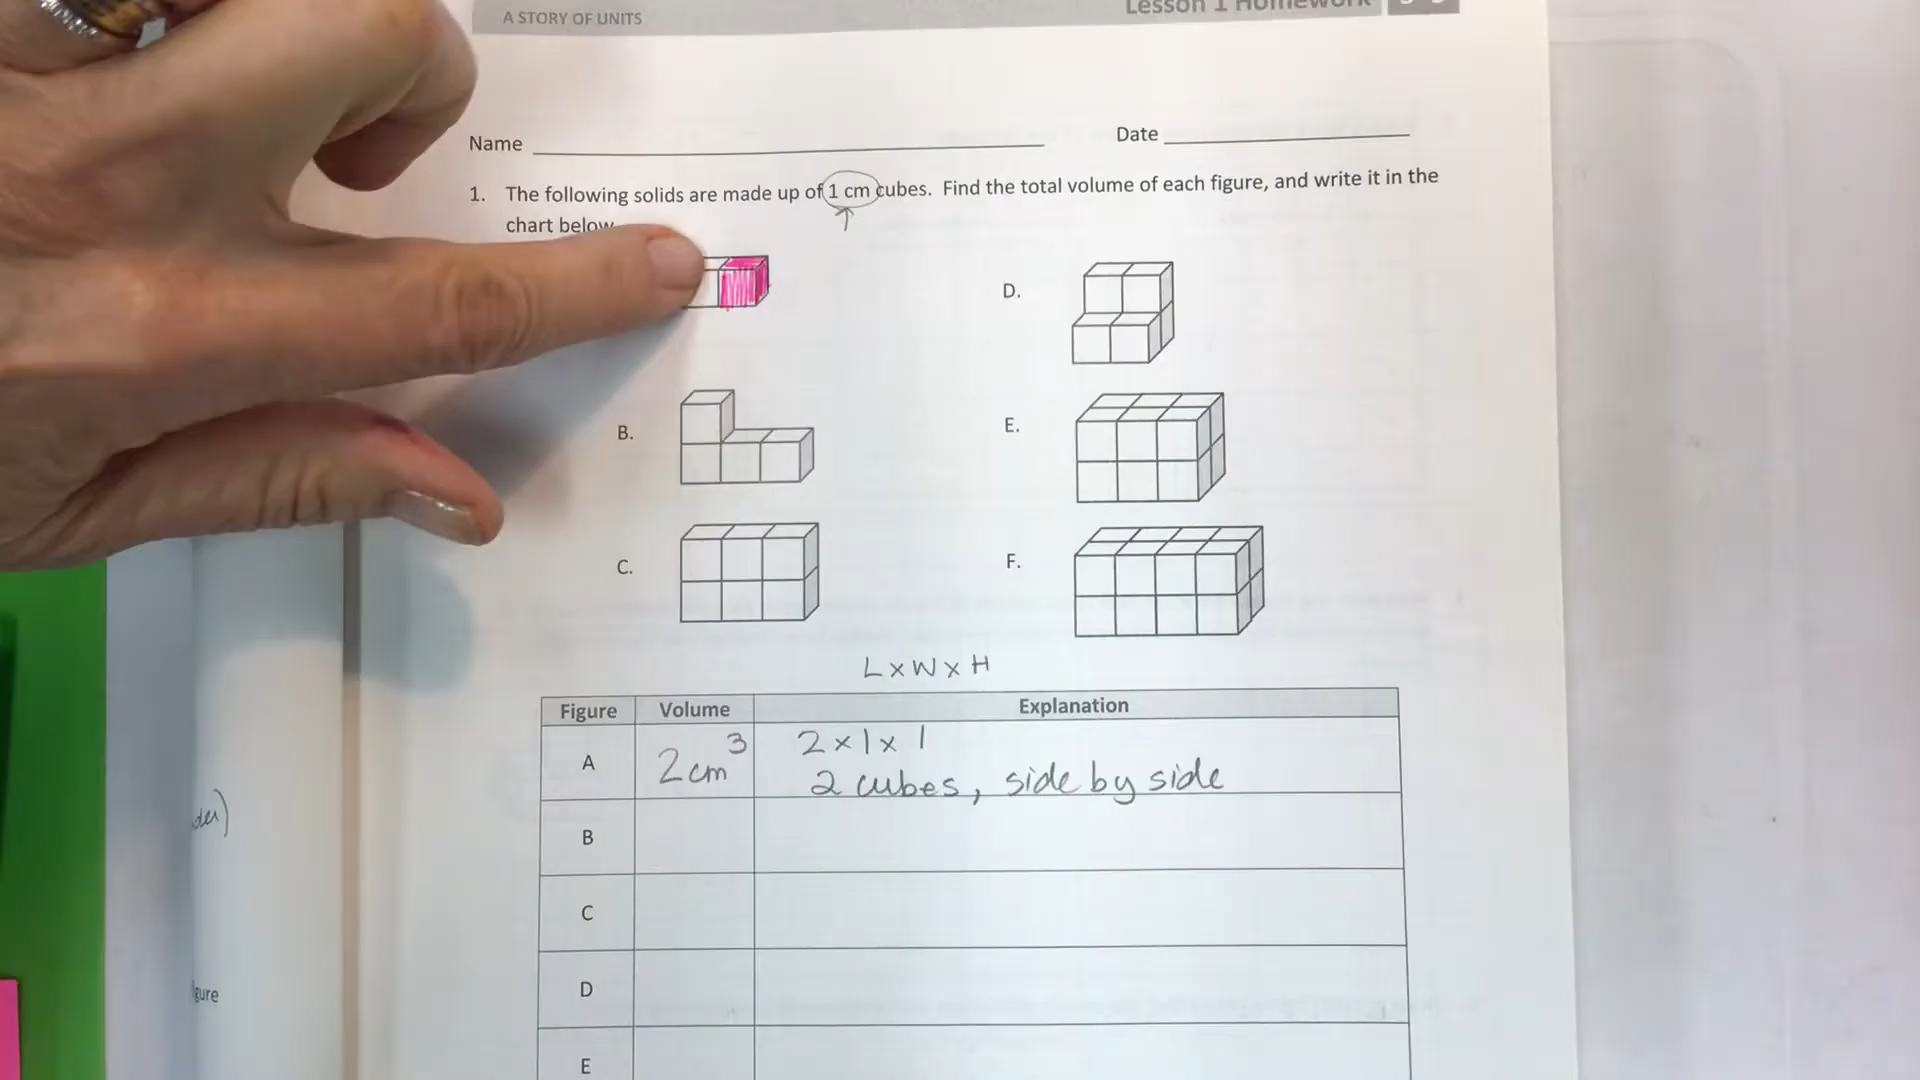 A STORY OF UNITS
Lesson 1 Homework
Name
Date
1. The following solids are made up of 1 cm cubes. Find the total volume of each figure, and write it in the
chart below
D.
B.
E.
C.
F.
L x W x H
Figure Volume Explanation
A 2 cm³ 2 x 1 x 1
2 cubes, side by side
B
C
D
E